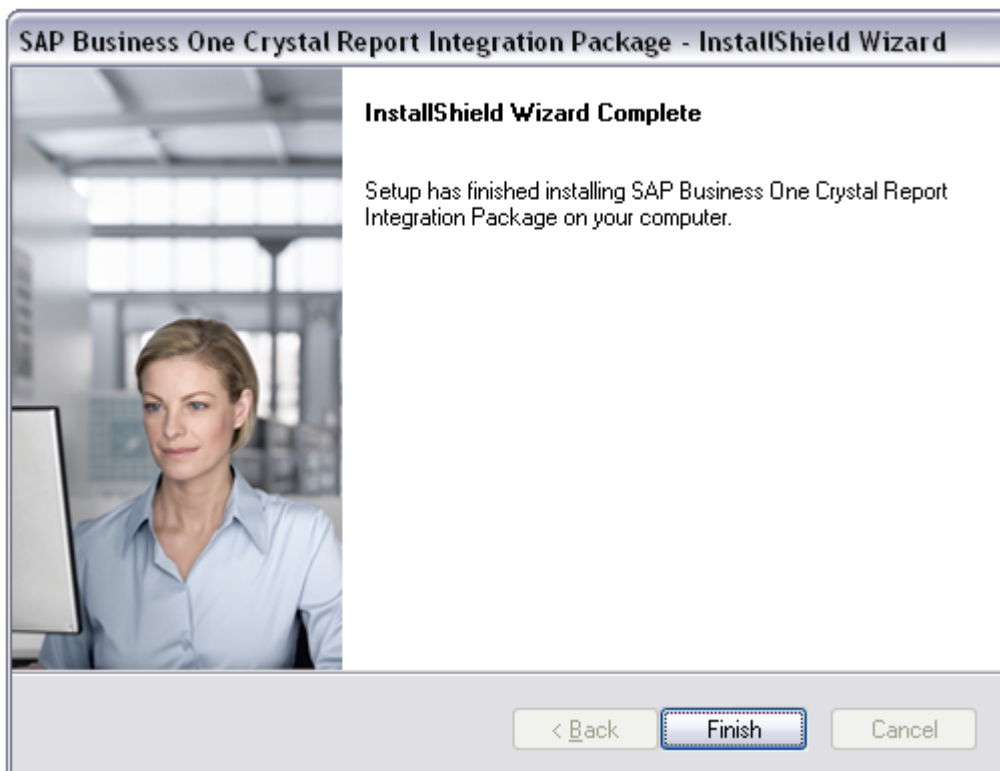 SAP Business One Crystal Report Integration Package - InstallShield Wizard
InstallShield Wizard Complete
Setup has finished installing SAP Business One Crystal Report
Integration Package on your computer.
< Back
Finish
Cancel